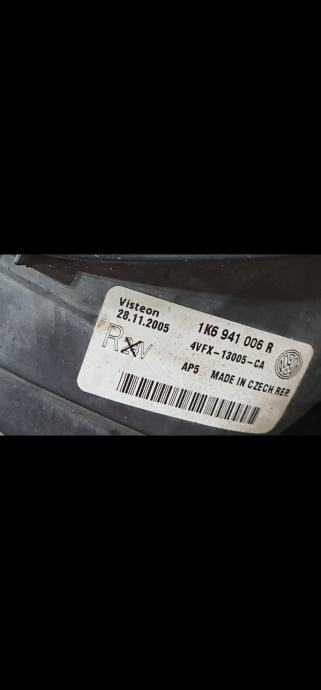 Visteon
28.11.2005
1K6 941 006 R
4VFX-13005-CA
AP5 MADE IN CZECH REP.